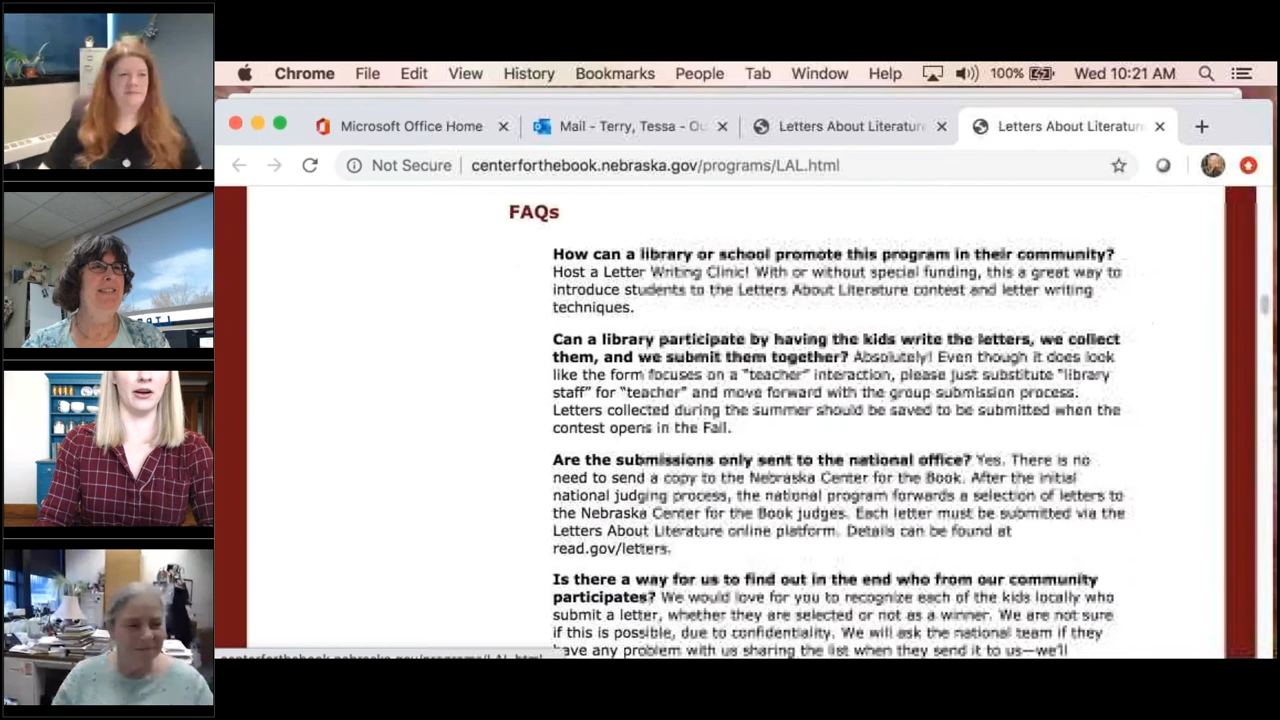 Chrome File Edit View History Bookmarks People Tab Window Help 100% Wed 10:21 AM
Microsoft Office Home Mail - Terry, Tessa - Ou Letters About Literature Letters About Literature
Not Secure centerforthebook.nebraska.gov/programs/LAL.html
FAQs
How can a library or school promote this program in their community?
Host a Letter Writing Clinic! With or without special funding, this a great way to
introduce students to the Letters About Literature contest and letter writing
techniques.
Can a library participate by having the kids write the letters, we collect
them, and we submit them together? Absolutely! Even though it does look
like the form focuses on a "teacher" interaction, please just substitute "library
staff" for "teacher" and move forward with the group submission process.
Letters collected during the summer should be saved to be submitted when the
contest opens in the Fall.
Are the submissions only sent to the national office? Yes. There is no
need to send a copy to the Nebraska Center for the Book. After the initial
national judging process, the national program forwards a selection of letters to
the Nebraska Center for the Book judges. Each letter must be submitted via the
Letters About Literature online platform. Details can be found at
read.gov/letters.
Is there a way for us to find out in the end who from our community
participates? We would love for you to recognize each of the kids locally who
submit a letter, whether they are selected or not as a winner. We are not sure
if this is possible, due to confidentiality. We will ask the national team if they
have any problem with us sharing the list when they send it to us—we'll
centerforthebook.nebraska.gov/programs/LAL.html